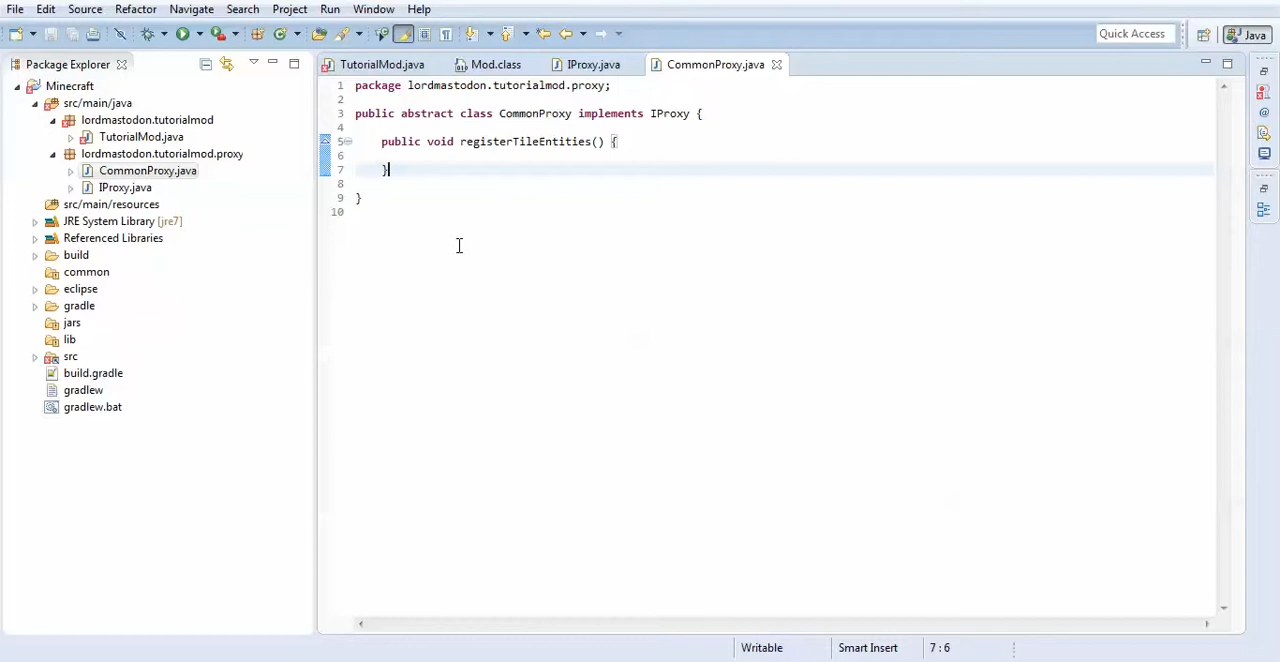 File Edit Source Refactor Navigate Search Project Run Window Help
Quick Access
Java
Package Explorer
TutorialMod.java Mod.class IProxy.java CommonProxy.java
Minecraft
src/main/java
lordmastodon.tutorialmod
TutorialMod.java
lordmastodon.tutorialmod.proxy
CommonProxy.java
IProxy.java
src/main/resources
JRE System Library [jre7]
Referenced Libraries
build
common
eclipse
gradle
jars
lib
src
build.gradle
gradlew
gradlew.bat
1 package lordmastodon.tutorialmod.proxy;
2
3 public abstract class CommonProxy implements IProxy {
4
5 public void registerTileEntities() {
6
7 }
8
9 }
10
Writable Smart Insert 7 : 6